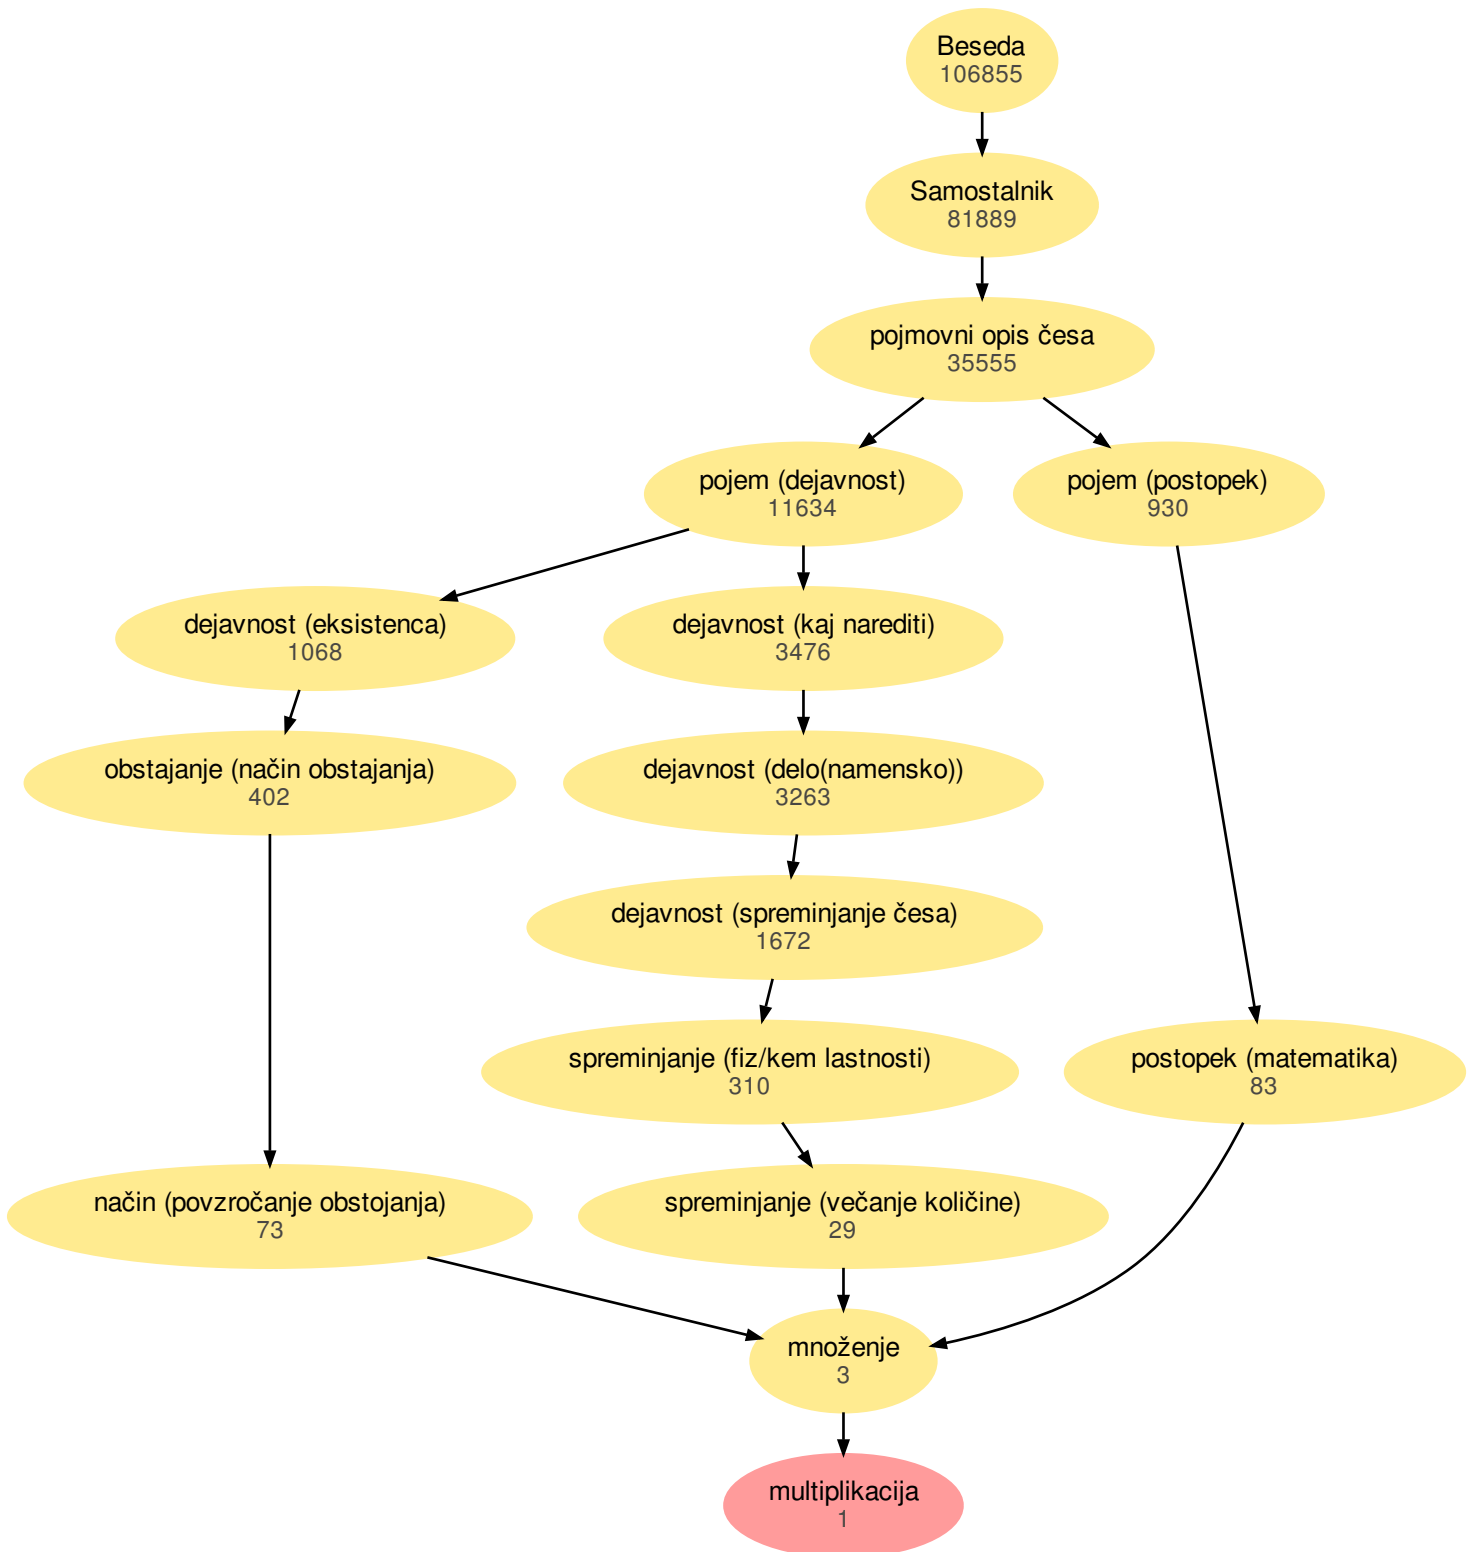 Beseda
106855
Samostalnik
81889
pojmovni opis česa
35555
pojem (dejavnost)
11634
pojem (postopek)
930
dejavnost (eksistenca)
1068
dejavnost (kaj narediti)
3476
obstajanje (način obstajanja)
402
dejavnost (delo(namensko))
3263
dejavnost (spreminjanje česa)
1672
spreminjanje (fiz/kem lastnosti)
310
postopek (matematika)
83
način (povzročanje obstojanja)
73
spreminjanje (večanje količine)
29
množenje
3
multiplikacija
1